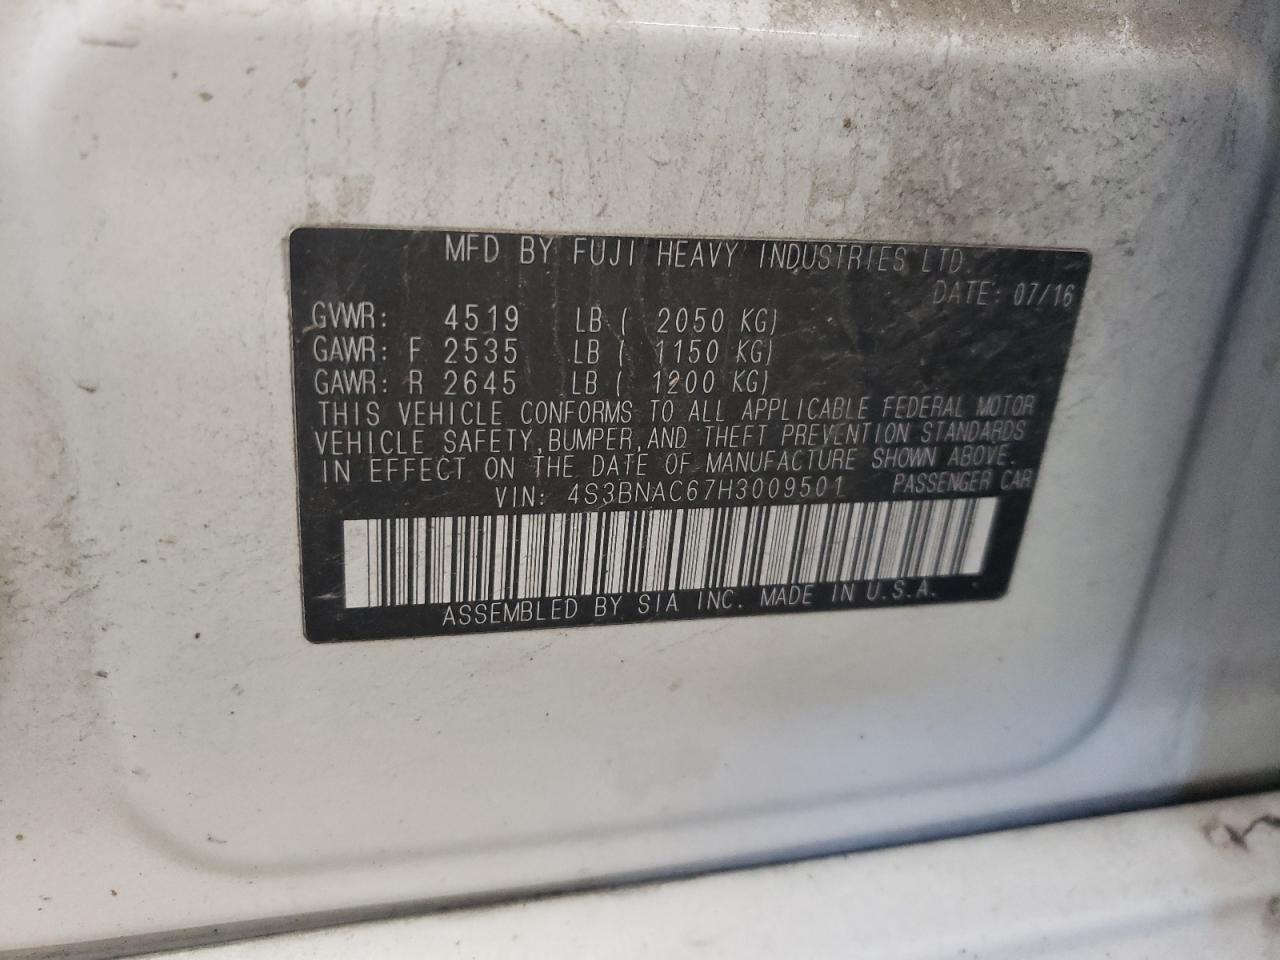 MFD BY FUJI HEAVY INDUSTRIES LTD.
DATE: 07/16
GVWR: 4519 LB ( 2050 KG)
GAWR: F 2535 LB ( 1150 KG)
GAWR: R 2645 LB ( 1200 KG)
THIS VEHICLE CONFORMS TO ALL APPLICABLE FEDERAL MOTOR
VEHICLE SAFETY, BUMPER, AND THEFT PREVENTION STANDARDS
IN EFFECT ON THE DATE OF MANUFACTURE SHOWN ABOVE.
VIN: 4S3BNAC67H3009501 PASSENGER CAR
ASSEMBLED BY SIA INC. MADE IN U.S.A.